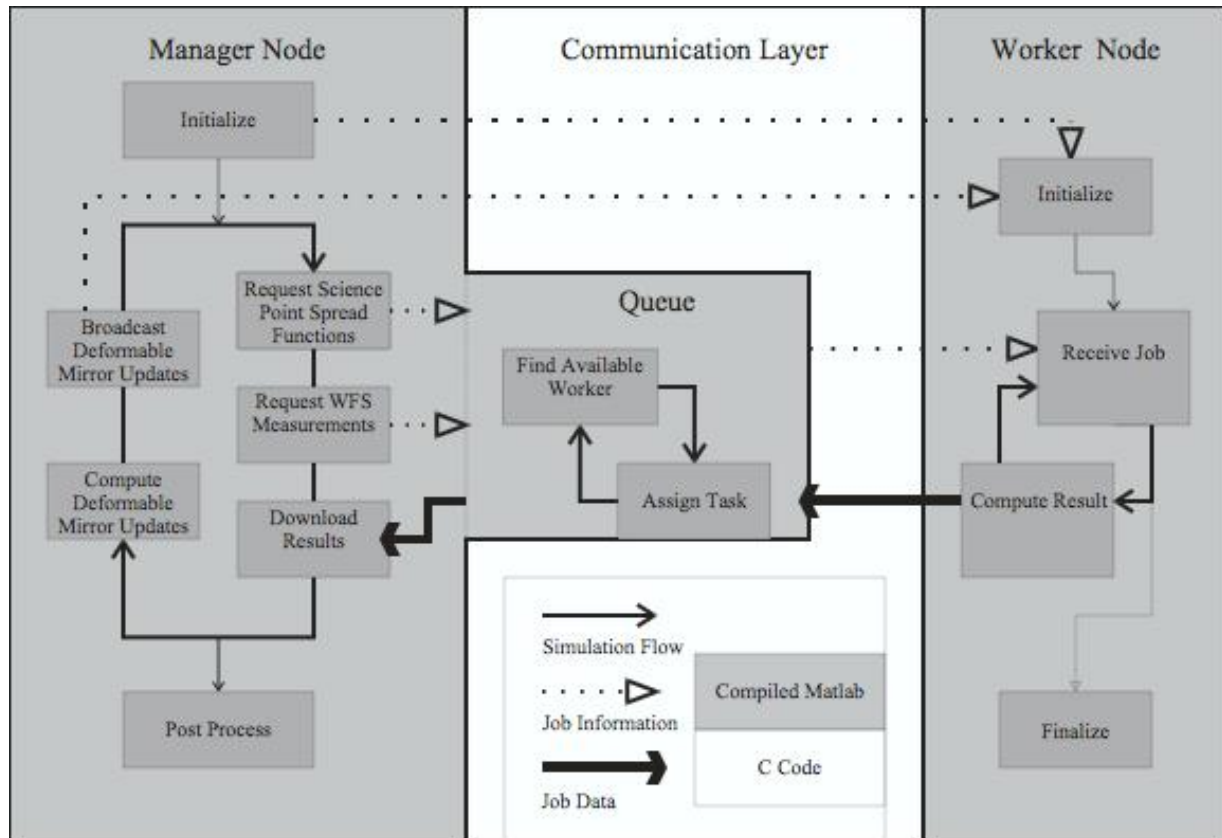 Manager Node
Communication Layer
Worker Node
Initialize
Initialize
Request Science
Point Spread
Functions
Broadcast
Deformable
Mirror Updates
Request WFS
Measurements
Compute
Deformable
Mirror Updates
Download
Results
Post Process
Queue
Find Available
Worker
Assign Task
Receive Job
Compute Result
Finalize
Simulation Flow
Job Information
Job Data
Compiled Matlab
C Code